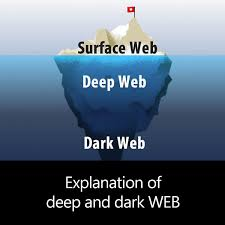 Surface Web
Deep Web
Dark Web
Explanation of
deep and dark WEB